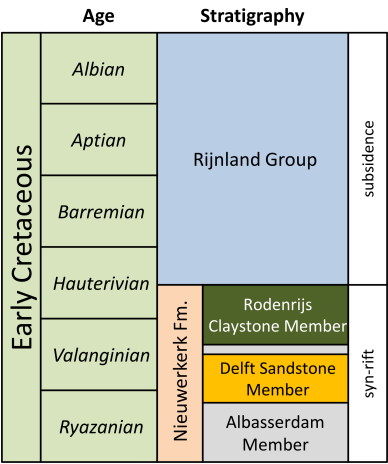 Age
Stratigraphy
Early Cretaceous
Albian
Aptian
Barremian
Hauterivian
Valanginian
Ryazanian
Rijnland Group
Nieuwerkerk Fm.
Rodenrijs
Claystone Member
Delft Sandstone
Member
Albasserdam
Member
subsidence
syn-rift